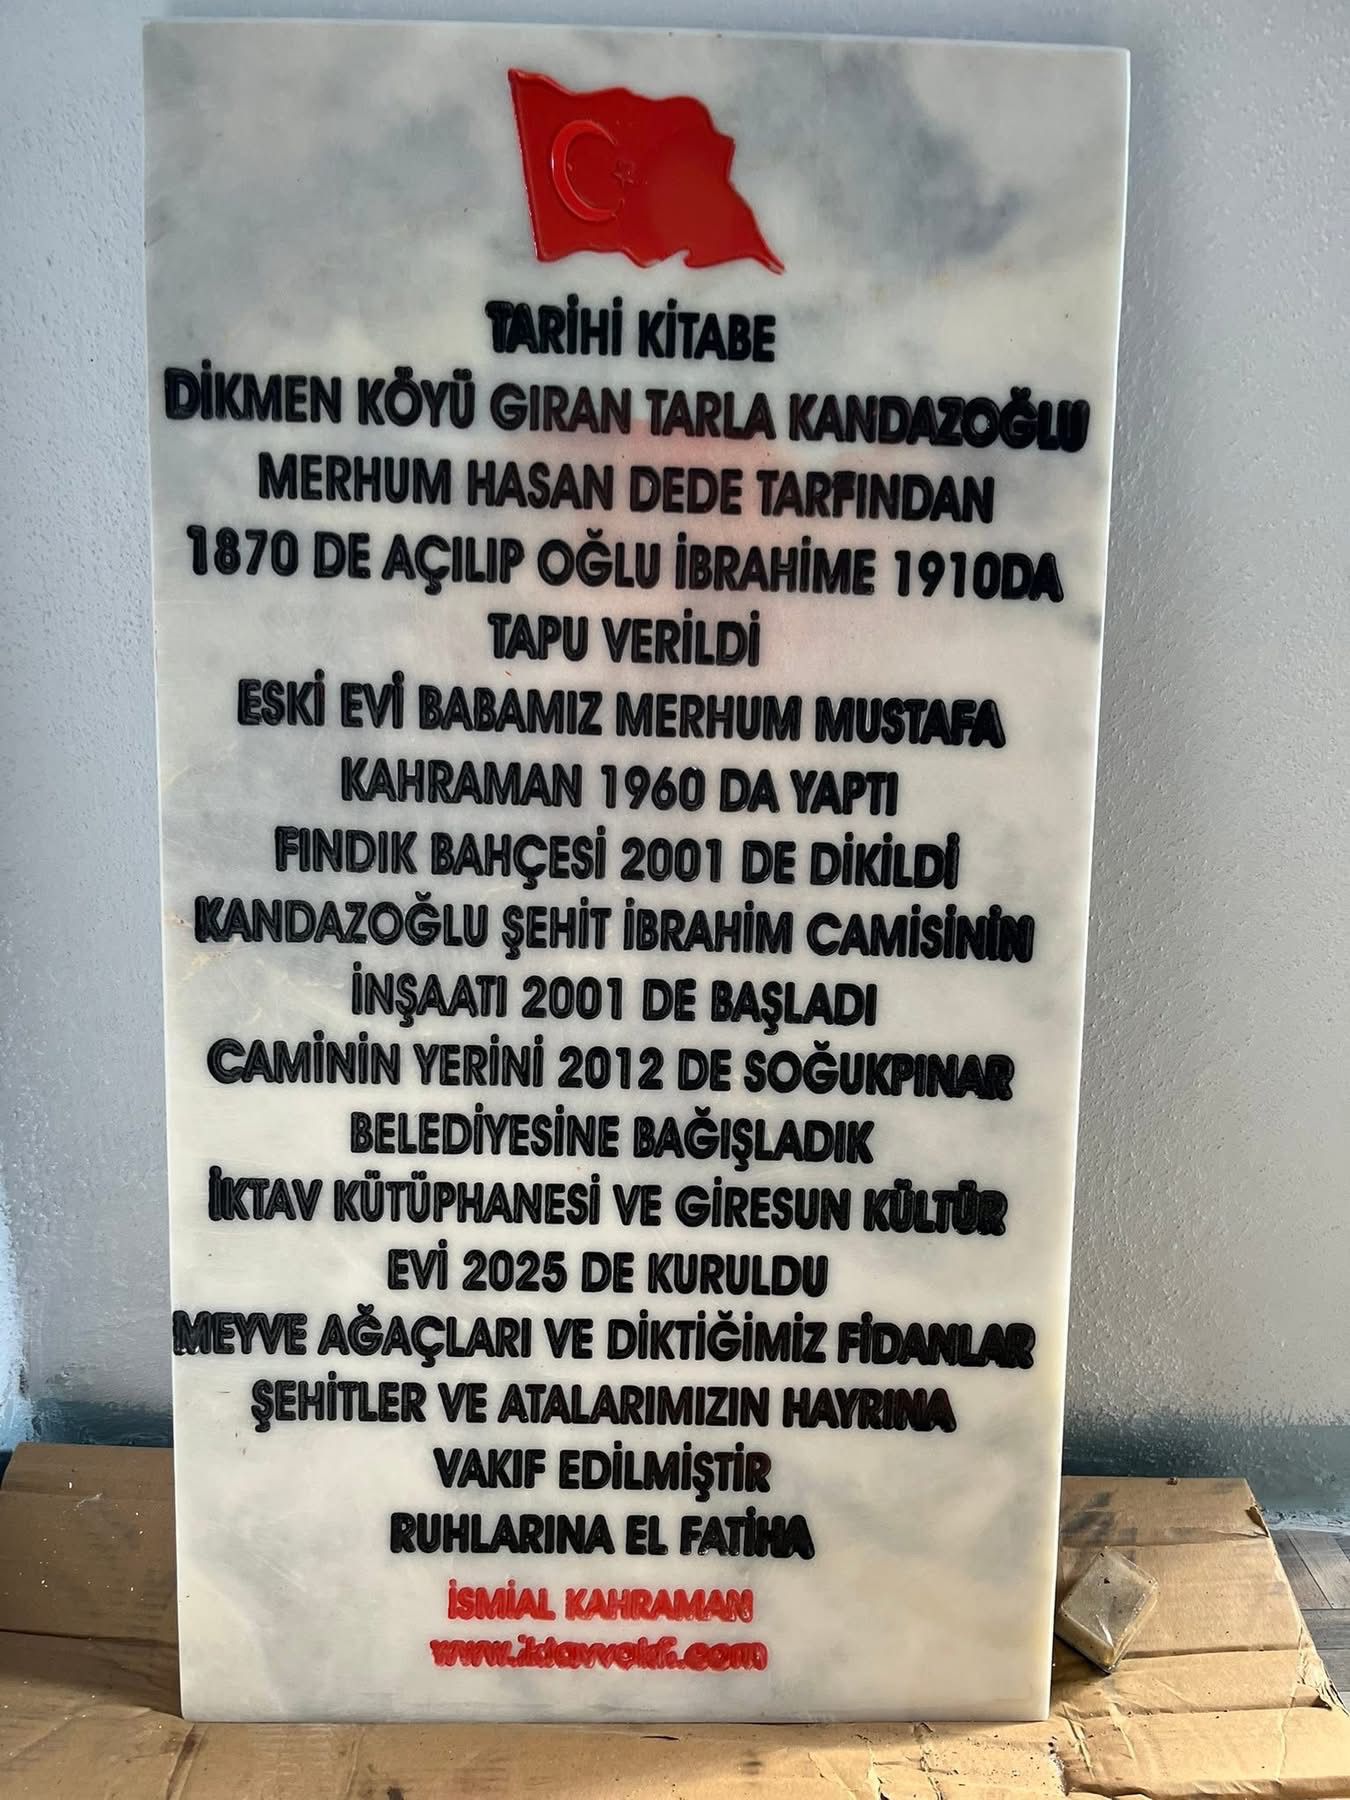 TARİHİ KİTABE
DİKMEN KÖYÜ GIRAN TARLA KANDAZOĞLU
MERHUM HASAN DEDE TARFINDAN
1870 DE AÇILIP OĞLU İBRAHİME 1910DA
TAPU VERİLDİ
ESKİ EVİ BABAMIZ MERHUM MUSTAFA
KAHRAMAN 1960 DA YAPTI
FINDIK BAHÇESİ 2001 DE DİKİLDİ
KANDAZOĞLU ŞEHİT İBRAHİM CAMİSİNİN
İNŞAATI 2001 DE BAŞLADI
CAMİNİN YERİNİ 2012 DE SOĞUKPINAR
BELEDİYESİNE BAĞIŞLADIK
İKTAV KÜTÜPHANESİ VE GİRESUN KÜLTÜR
EVİ 2025 DE KURULDU
MEYVE AĞAÇLARI VE DİKTİĞİMİZ FİDANLAR
ŞEHİTLER VE ATALARIMIZIN HAYRINA
VAKIF EDİLMİŞTİR
RUHLARINA EL FATİHA
İSMİAL KAHRAMAN
www.iktavvakfi.com